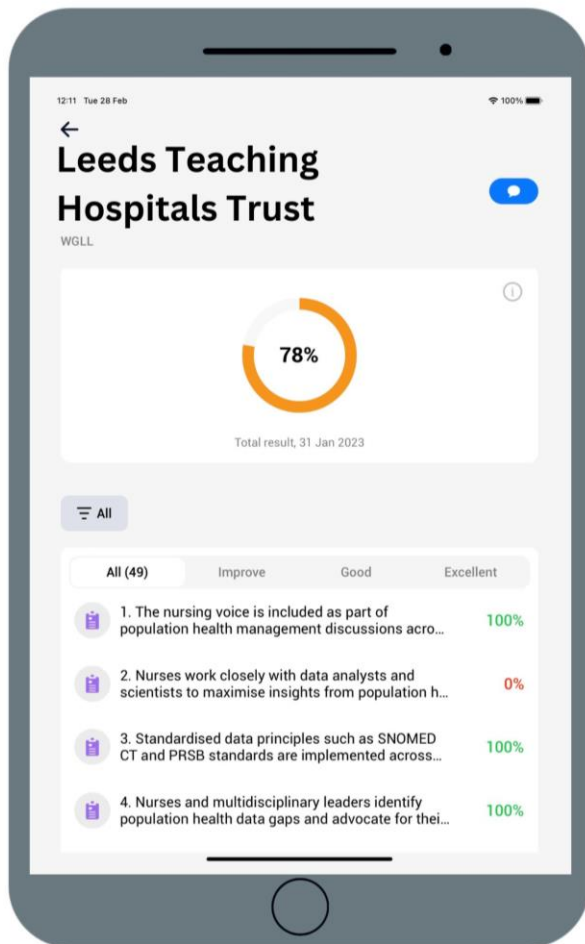 12:11 Tue 28 Feb
100%
Leeds Teaching
Hospitals Trust
WGLL
78%
Total result, 31 Jan 2023
All
All (49) Improve Good Excellent
1. The nursing voice is included as part of
population health management discussions acro...
100%
2. Nurses work closely with data analysts and
scientists to maximise insights from population h...
0%
3. Standardised data principles such as SNOMED
CT and PRSB standards are implemented across...
100%
4. Nurses and multidisciplinary leaders identify
population health data gaps and advocate for thei...
100%